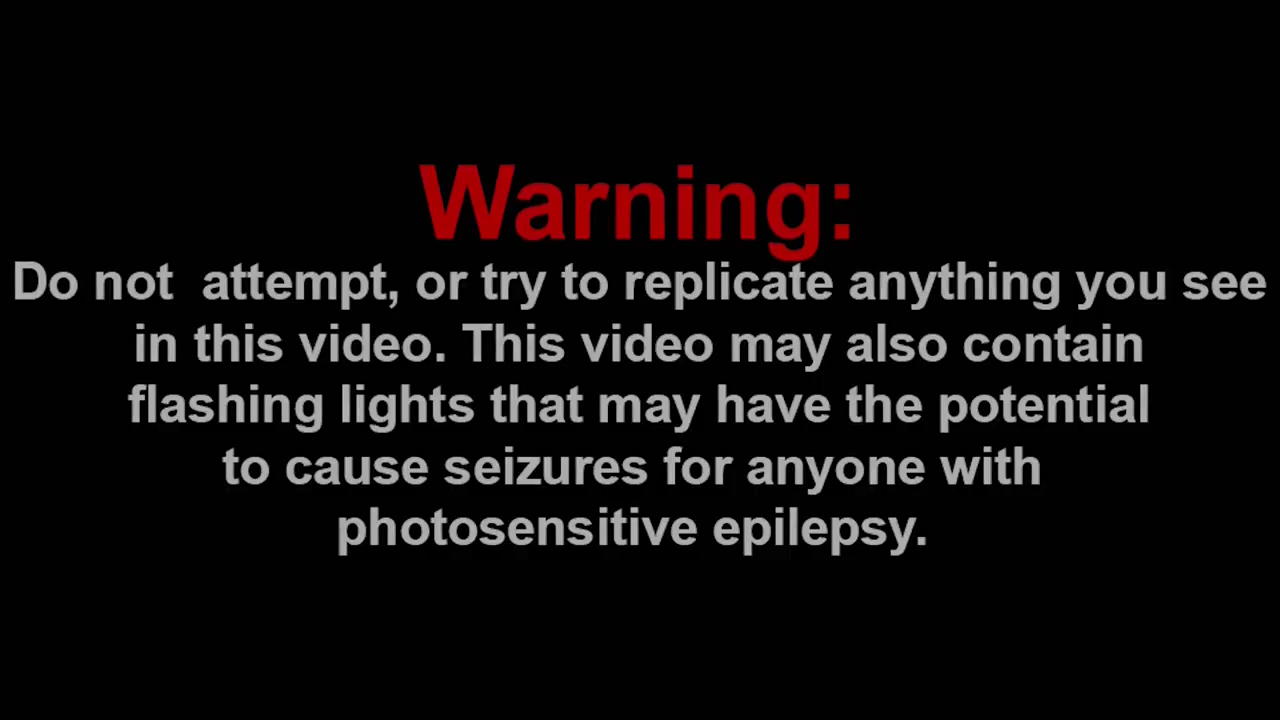 Warning:
Do not  attempt, or try to replicate anything you see
in this video. This video may also contain
flashing lights that may have the potential
to cause seizures for anyone with
photosensitive epilepsy.